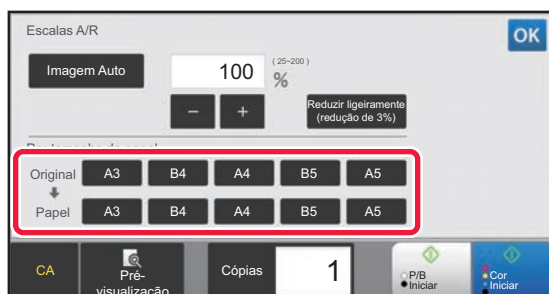 Escalas A/R
OK
Imagem Auto
100
(25~200)
%
−
+
Reduzir ligeiramente
(redução de 3%)
Original
A3
B4
A4
B5
A5
Papel
A3
B4
A4
B5
A5
CA
Pré-
visualização
Cópias
1
P/B
Iniciar
Cor
Iniciar